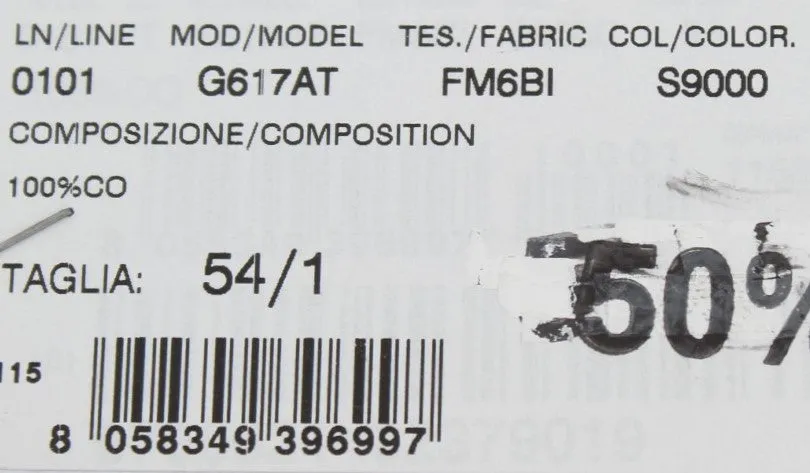 LN/LINE MOD/MODEL TES./FABRIC COL/COLOR.
0101 G617AT FM6BI S9000
COMPOSIZIONE/COMPOSITION
100%CO
TAGLIA: 54/1
50%
115
8 058349 396997